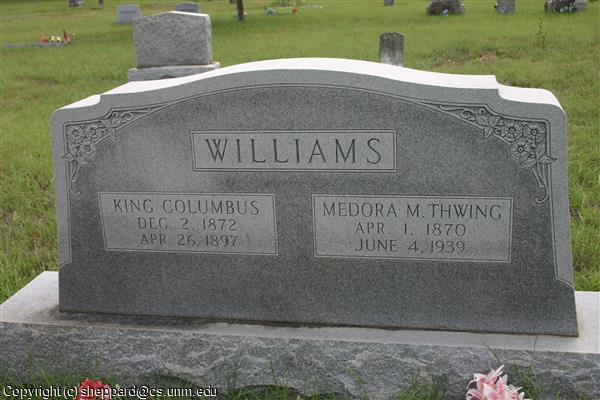 WILLIAMS
KING COLUMBUS
DEC. 2, 1872
APR. 26, 1897
MEDORA M. THWING
APR. 1, 1870
JUNE 4, 1939
Copyright (c) sheppard@cs.unm.edu